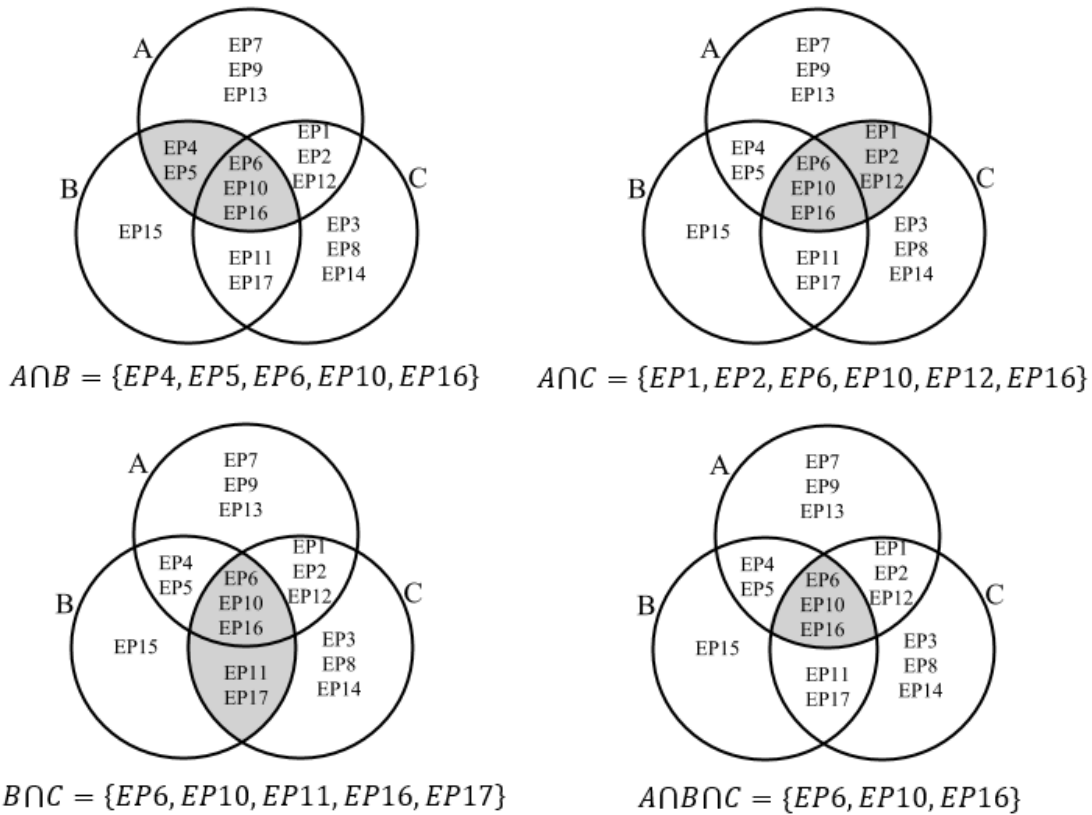 A
EP7
EP9
EP13
EP4
EP5
EP6
EP10
EP16
EP1
EP2
EP12
B
C
EP15
EP3
EP8
EP14
EP11
EP17
A∩B = {EP4, EP5, EP6, EP10, EP16}
A
EP7
EP9
EP13
EP4
EP5
EP6
EP10
EP16
EP1
EP2
EP12
B
C
EP15
EP3
EP8
EP14
EP11
EP17
A∩C = {EP1, EP2, EP6, EP10, EP12, EP16}
A
EP7
EP9
EP13
EP4
EP5
EP6
EP10
EP16
EP1
EP2
EP12
B
C
EP15
EP3
EP8
EP14
EP11
EP17
B∩C = {EP6, EP10, EP11, EP16, EP17}
A
EP7
EP9
EP13
EP4
EP5
EP6
EP10
EP16
EP1
EP2
EP12
B
C
EP15
EP3
EP8
EP14
EP11
EP17
A∩B∩C = {EP6, EP10, EP16}